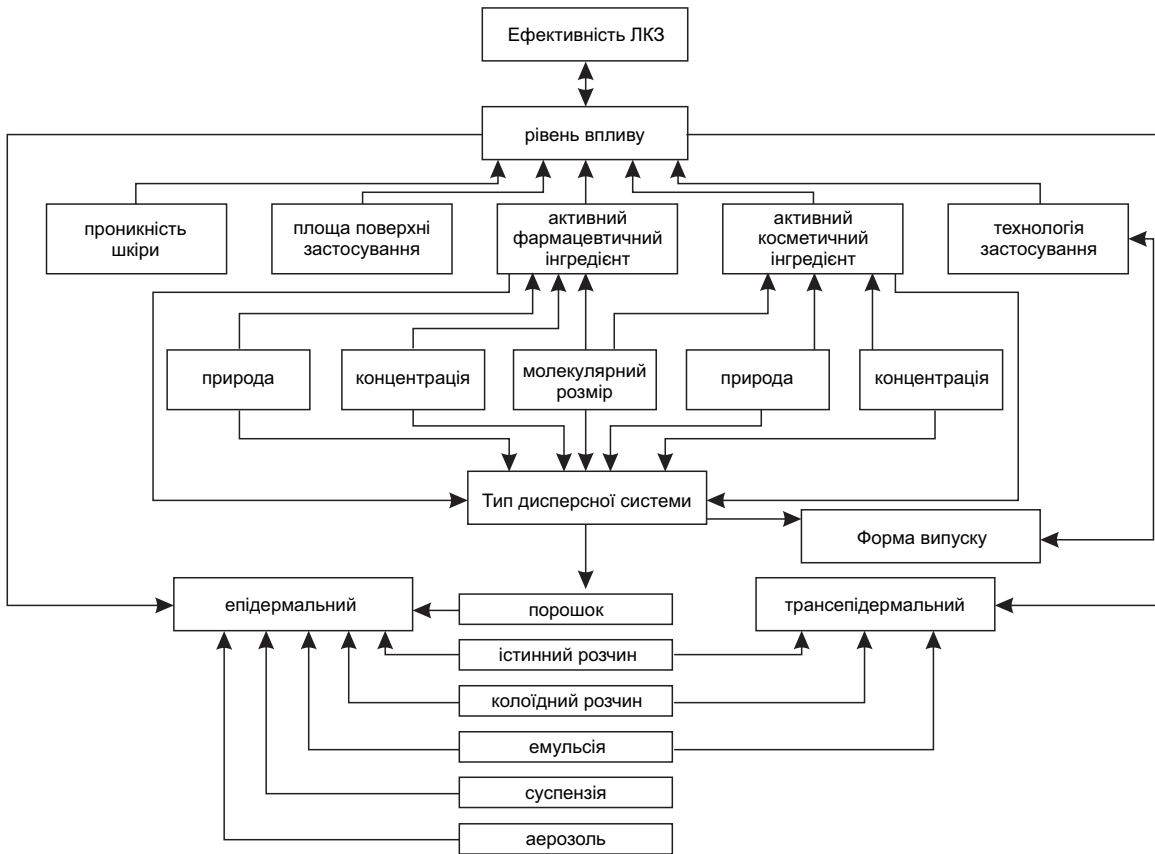 Ефективність ЛКЗ
рівень впливу
проникність
шкіри
площа поверхні
застосування
активний
фармацевтичний
інгредієнт
активний
косметичний
інгредієнт
технологія
застосування
природа
концентрація
молекулярний
розмір
природа
концентрація
Тип дисперсної системи
Форма випуску
епідермальний
порошок
трансепідермальний
істинний розчин
колоїдний розчин
емульсія
суспензія
аерозоль